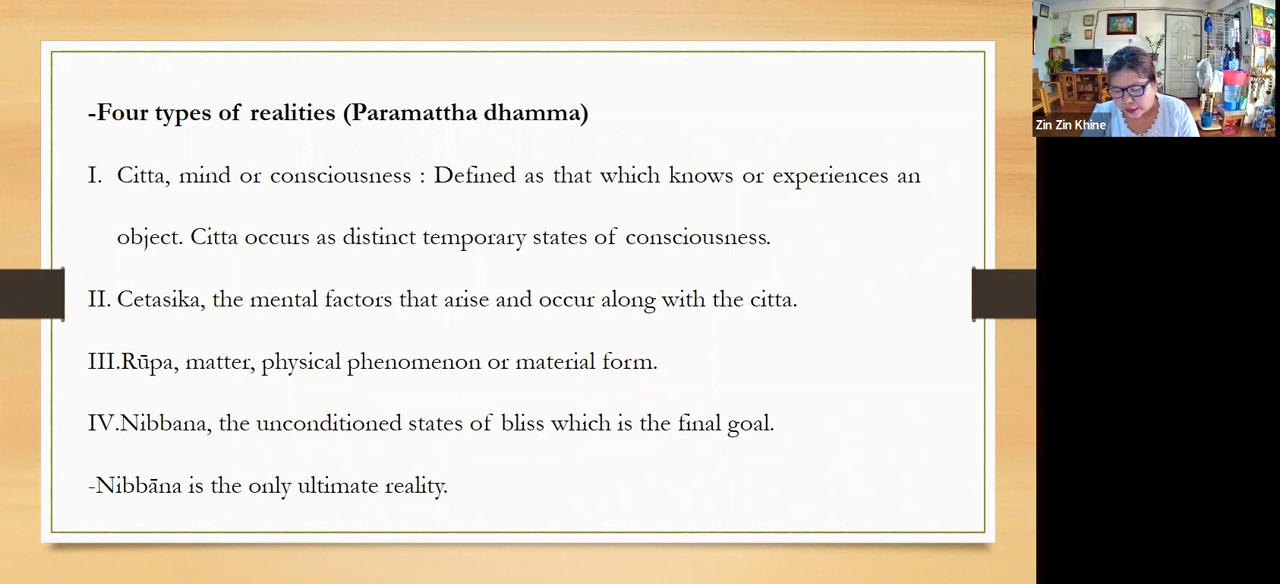 -Four types of realities (Paramattha dhamma)
I. Citta, mind or consciousness : Defined as that which knows or experiences an
object. Citta occurs as distinct temporary states of consciousness.
II. Cetasika, the mental factors that arise and occur along with the citta.
III.Rūpa, matter, physical phenomenon or material form.
IV.Nibbana, the unconditioned states of bliss which is the final goal.
-Nibbāna is the only ultimate reality.
Zin Zin Khine